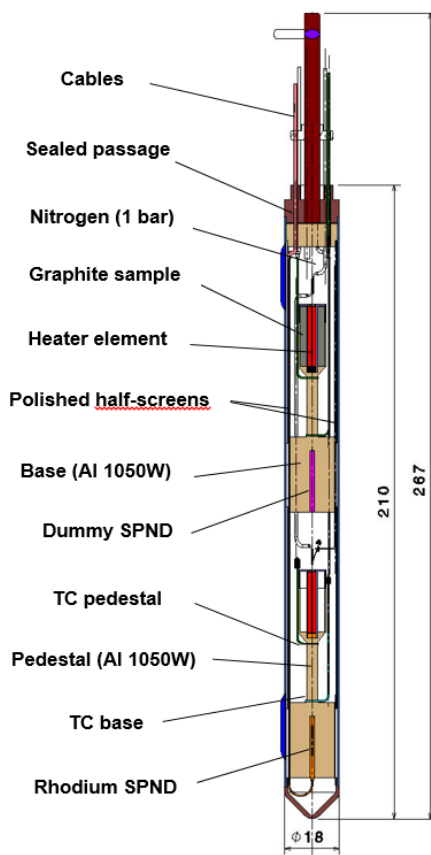 Cables
Sealed passage
Nitrogen (1 bar)
Graphite sample
Heater element
Polished half-screens
Base (Al 1050W)
Dummy SPND
TC pedestal
Pedestal (Al 1050W)
TC base
Rhodium SPND
210
267
ϕ18